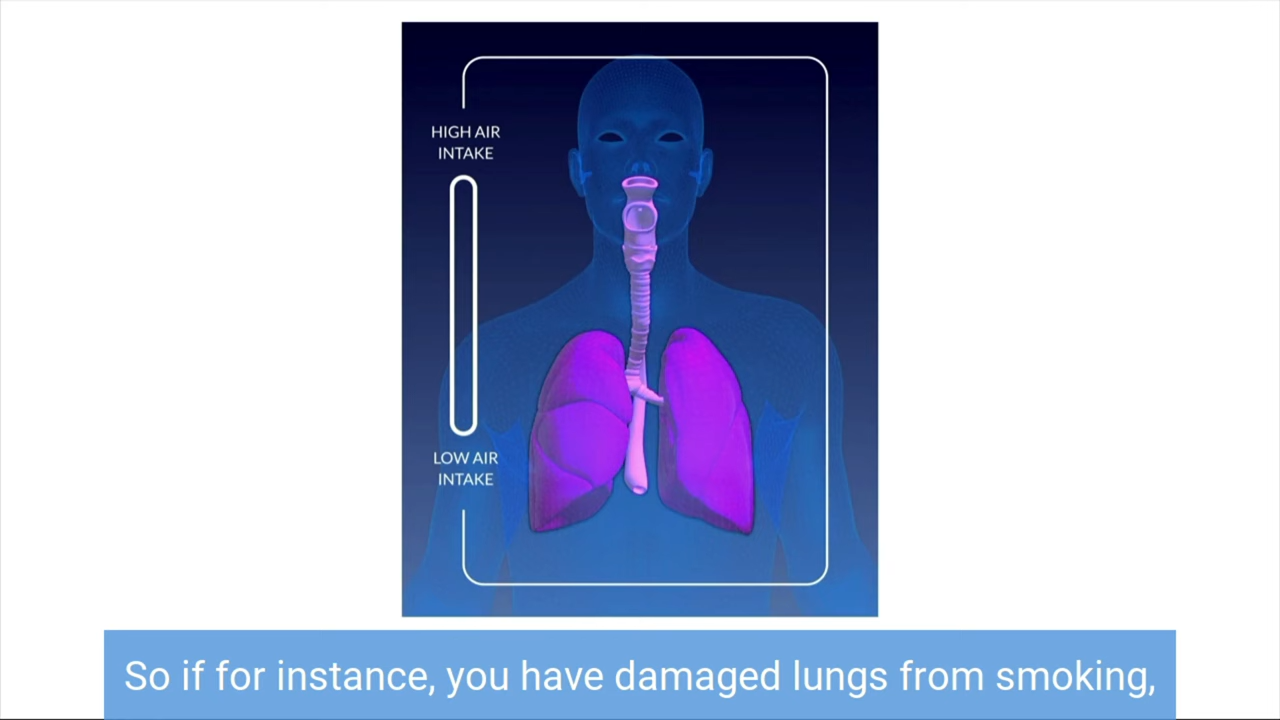 HIGH AIR
INTAKE
LOW AIR
INTAKE
So if for instance, you have damaged lungs from smoking,